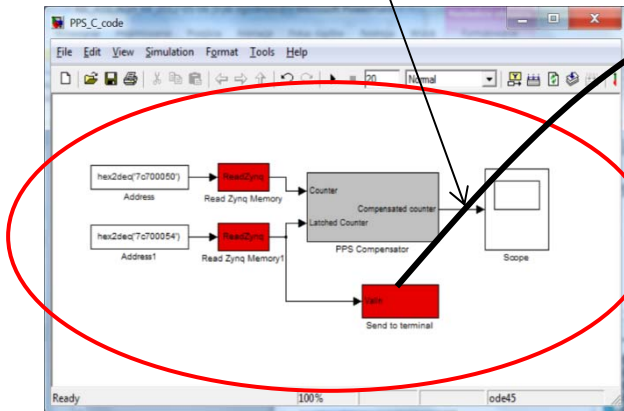 PPS_C_code
File Edit View Simulation Format Tools Help
20 Normal
hex2dec('7c700050')
Address
ReadZynq
Read Zynq Memory
Counter
Compensated counter
Latched Counter
PPS Compensator
Scope
hex2dec('7c700054')
Address1
ReadZynq
Read Zynq Memory1
Send to terminal
Ready 100% ode45